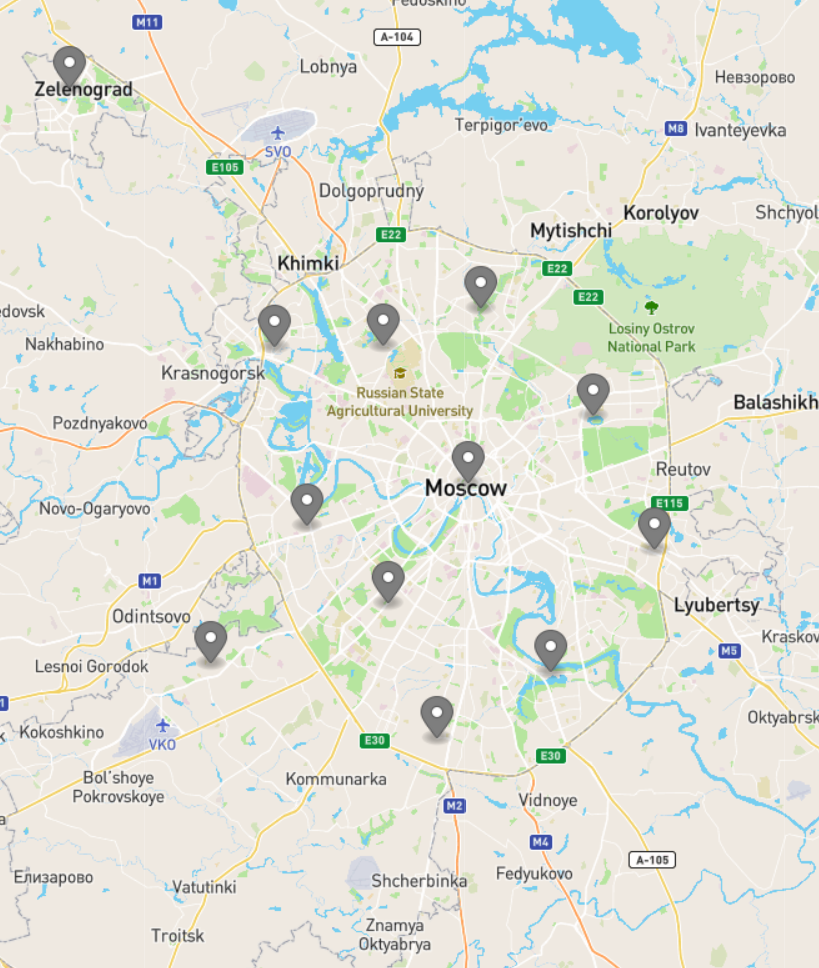 Fedoskino
M11
A-104
Lobnya
Невзорово
Zelenograd
Terpigor'evo
M8
Ivanteyevka
SVO
E105
Dolgoprudny
Korolyov
Shchyol
E22
Mytishchi
Khimki
E22
E22
edovsk
Losiny Ostrov
National Park
Nakhabino
Krasnogorsk
Russian State
Agricultural University
Balashikh
Pozdnyakovo
Reutov
Moscow
Novo-Ogaryovo
E115
M1
Lyubertsy
Odintsovo
Kraskov
M5
Lesnoi Gorodok
1
Oktyabrsk
Kokoshkino
k
VKO
E30
E30
Bol'shoye
Pokrovskoye
Kommunarka
Vidnoye
M2
a
M4
A-105
Елизарово
Vatutinki
Shcherbinka
Fedyukovo
Znamya
Oktyabrya
Troitsk